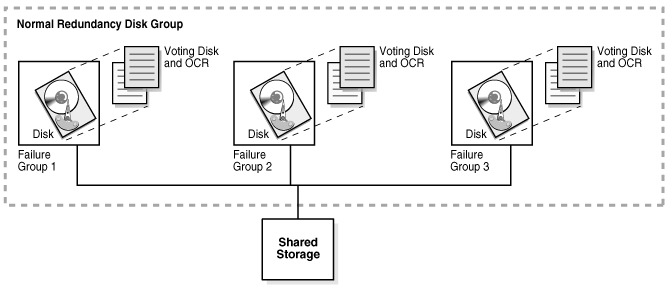 Normal Redundancy Disk Group
Voting Disk
and OCR
Voting Disk
and OCR
Voting Disk
and OCR
Disk
Disk
Disk
Failure
Group 1
Failure
Group 2
Failure
Group 3
Shared
Storage